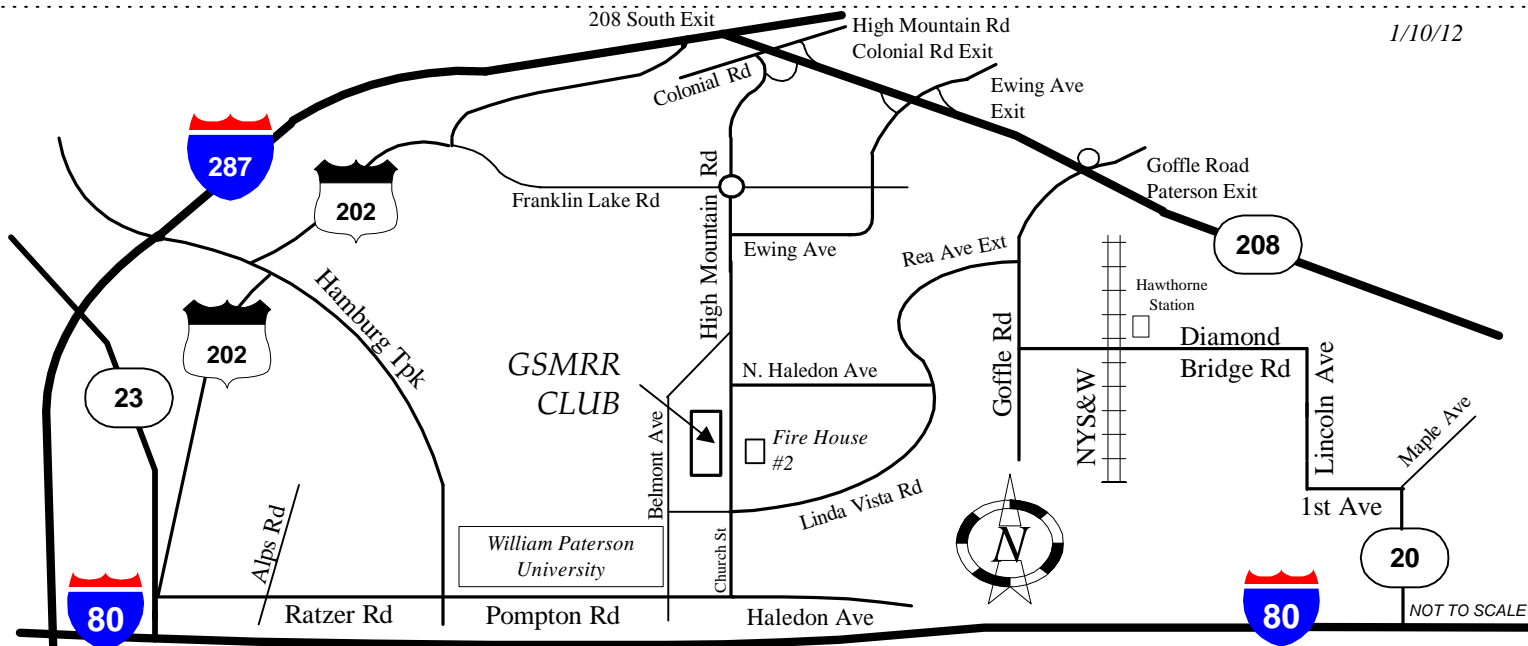 208 South Exit
High Mountain Rd
Colonial Rd Exit
1/10/12
Colonial Rd
Ewing Ave
Exit
287
202
Franklin Lake Rd
High Mountain Rd
Goffle Road
Paterson Exit
208
Ewing Ave
Rea Ave Ext
Hamburg Tpk
Hawthorne
Station
202
23
GSMRR
CLUB
N. Haledon Ave
Goffle Rd
NYS&W
Diamond
Bridge Rd
Lincoln Ave
Maple Ave
Belmont Ave
Fire House
#2
Linda Vista Rd
1st Ave
Alps Rd
William Paterson
University
Church St
N
20
80
Ratzer Rd
Pompton Rd
Haledon Ave
80
NOT TO SCALE